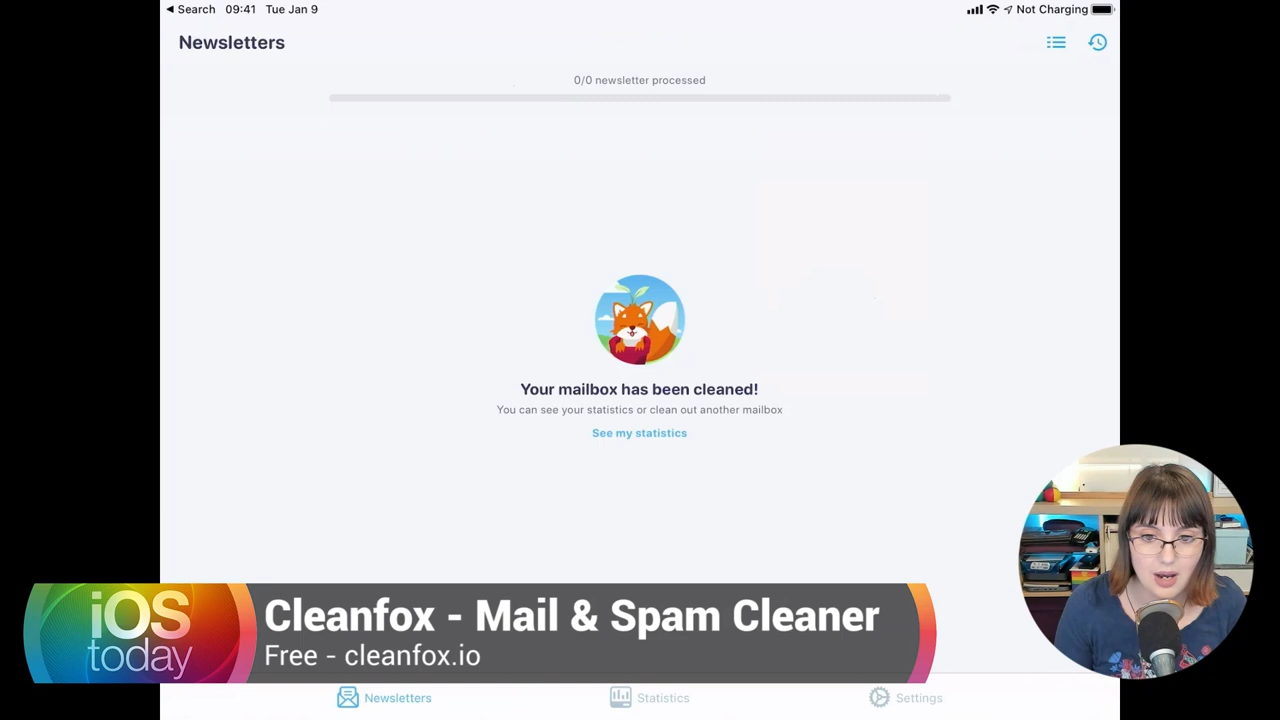 Search 09:41 Tue Jan 9
Not Charging
Newsletters
0/0 newsletter processed
Your mailbox has been cleaned!
You can see your statistics or clean out another mailbox
See my statistics
iOS
today
Cleanfox - Mail & Spam Cleaner
Free - cleanfox.io
Newsletters
Statistics
Settings